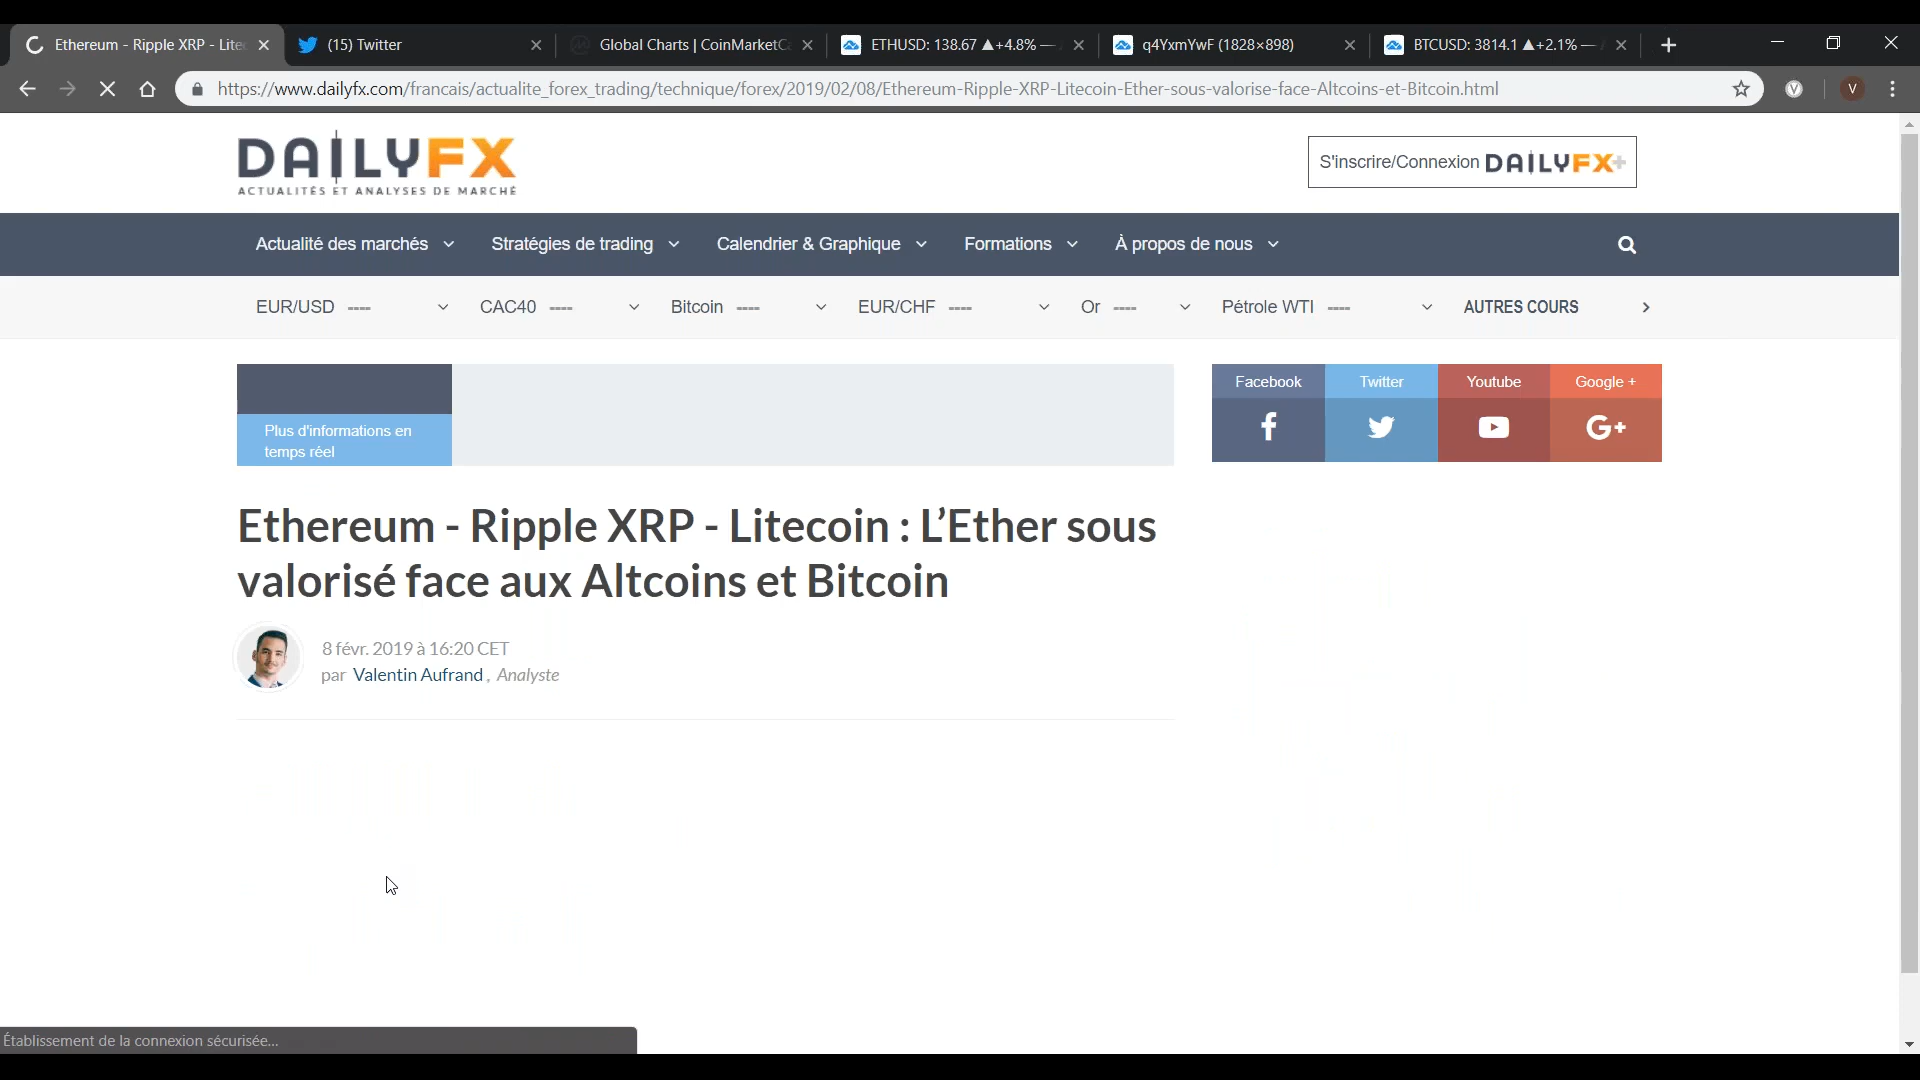 Ethereum - Ripple XRP - Lite
(15) Twitter
Global Charts | CoinMarketC
ETHUSD: 138.67 ▲+4.8% —
q4YxmYwF (1828×898)
BTCUSD: 3814.1 ▲+2.1% —
https://www.dailyfx.com/francais/actualite_forex_trading/technique/forex/2019/02/08/Ethereum-Ripple-XRP-Litecoin-Ether-sous-valorise-face-Altcoins-et-Bitcoin.html
V
V
DAILYFX
ACTUALITÉS ET ANALYSES DE MARCHÉ
S'inscrire/Connexion DAILYFX+
Actualité des marchés
Stratégies de trading
Calendrier & Graphique
Formations
À propos de nous
EUR/USD ----
CAC40 ----
Bitcoin ----
EUR/CHF ----
Or ----
Pétrole WTI ----
AUTRES COURS
Plus d'informations en
temps réel
Facebook
Twitter
Youtube
Google +
G+
Ethereum - Ripple XRP - Litecoin : L’Ether sous
valorisé face aux Altcoins et Bitcoin
8 févr. 2019 à 16:20 CET
par Valentin Aufrand , Analyste
Établissement de la connexion sécurisée...